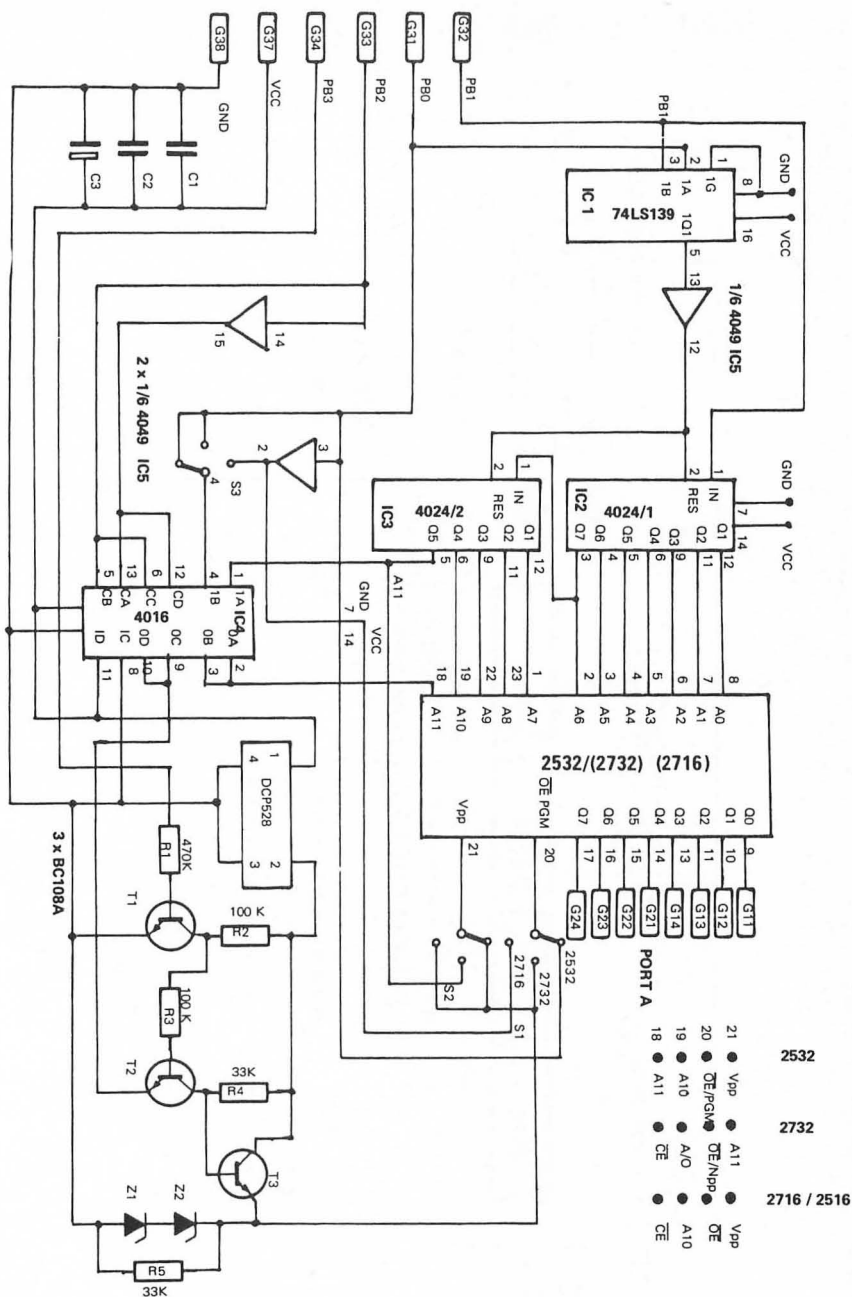 G38
G37
G34
G33
G31
G32
GND
VCC
PB3
PB2
PB0
PB1
C3
C2
C1
PB1
3
2
1
8
16
1B
1A
1G
IC 1
74LS139
1Q1
GND
VCC
5
13
1/6 4049 IC5
12
15
14
2 x 1/6 4049 IC5
2
3
S3
4
2
1
RES
IN
IC3
4024/2
Q5
Q4
Q3
Q2
Q1
5
6
9
11
12
2
1
RES
IN
IC2
4024/1
7
14
GND
VCC
Q7
Q6
Q5
Q4
Q3
Q2
Q1
3
4
5
6
9
11
12
A11
5
13
6
12
4
1
CB
CA
CC
CD
1B
1A
4016
IC4
ID
IC
0D
0C
0B
0A
11
8
10
9
3
2
GND
7
14
VCC
18
19
22
23
1
2
3
4
5
6
7
8
A11
A10
A9
A8
A7
A6
A5
A4
A3
A2
A1
A0
2532/(2732) (2716)
Vpp
OE PGM
Q7
Q6
Q5
Q4
Q3
Q2
Q1
Q0
21
20
17
16
15
14
13
11
10
9
G24
G23
G22
G21
G14
G13
G12
G11
PORT A
S2
2716
S1
2732
2532
1
4
DCP528
3
2
3 x BC108A
R1
470K
T1
100 K
R2
100 K
R3
T2
33K
R4
T3
Z1
Z2
R5
33K
18
19
20
21
2532
A11
A10
OE/PGM
Vpp
2732
CE
A/O
OE/Npp
A11
2716 / 2516
CE
A10
OE
Vpp